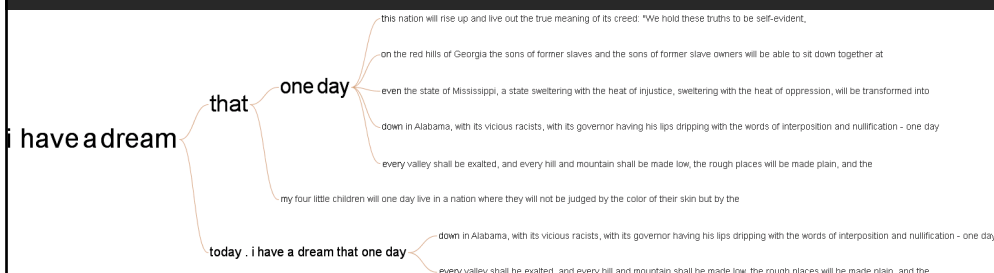 this nation will rise up and live out the true meaning of its creed: "We hold these truths to be self-evident,
on the red hills of Georgia the sons of former slaves and the sons of former slave owners will be able to sit down together at
one day
even the state of Mississippi, a state sweltering with the heat of injustice, sweltering with the heat of oppression, will be transformed into
that
down in Alabama, with its vicious racists, with its governor having his lips dripping with the words of interposition and nullification - one day
i have a dream
every valley shall be exalted, and every hill and mountain shall be made low, the rough places will be made plain, and the
my four little children will one day live in a nation where they will not be judged by the color of their skin but by the
down in Alabama, with its vicious racists, with its governor having his lips dripping with the words of interposition and nullification - one day
today . i have a dream that one day
every valley shall be exalted, and every hill and mountain shall be made low, the rough places will be made plain, and the